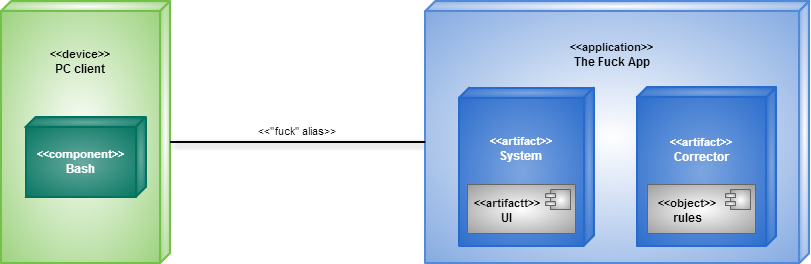 <<device>>
PC client
<<component>>
Bash
<<"fuck" alias>>
<<application>>
The Fuck App
<<artifact>>
System
<<artifactt>>
UI
<<artifact>>
Corrector
<<object>>
rules